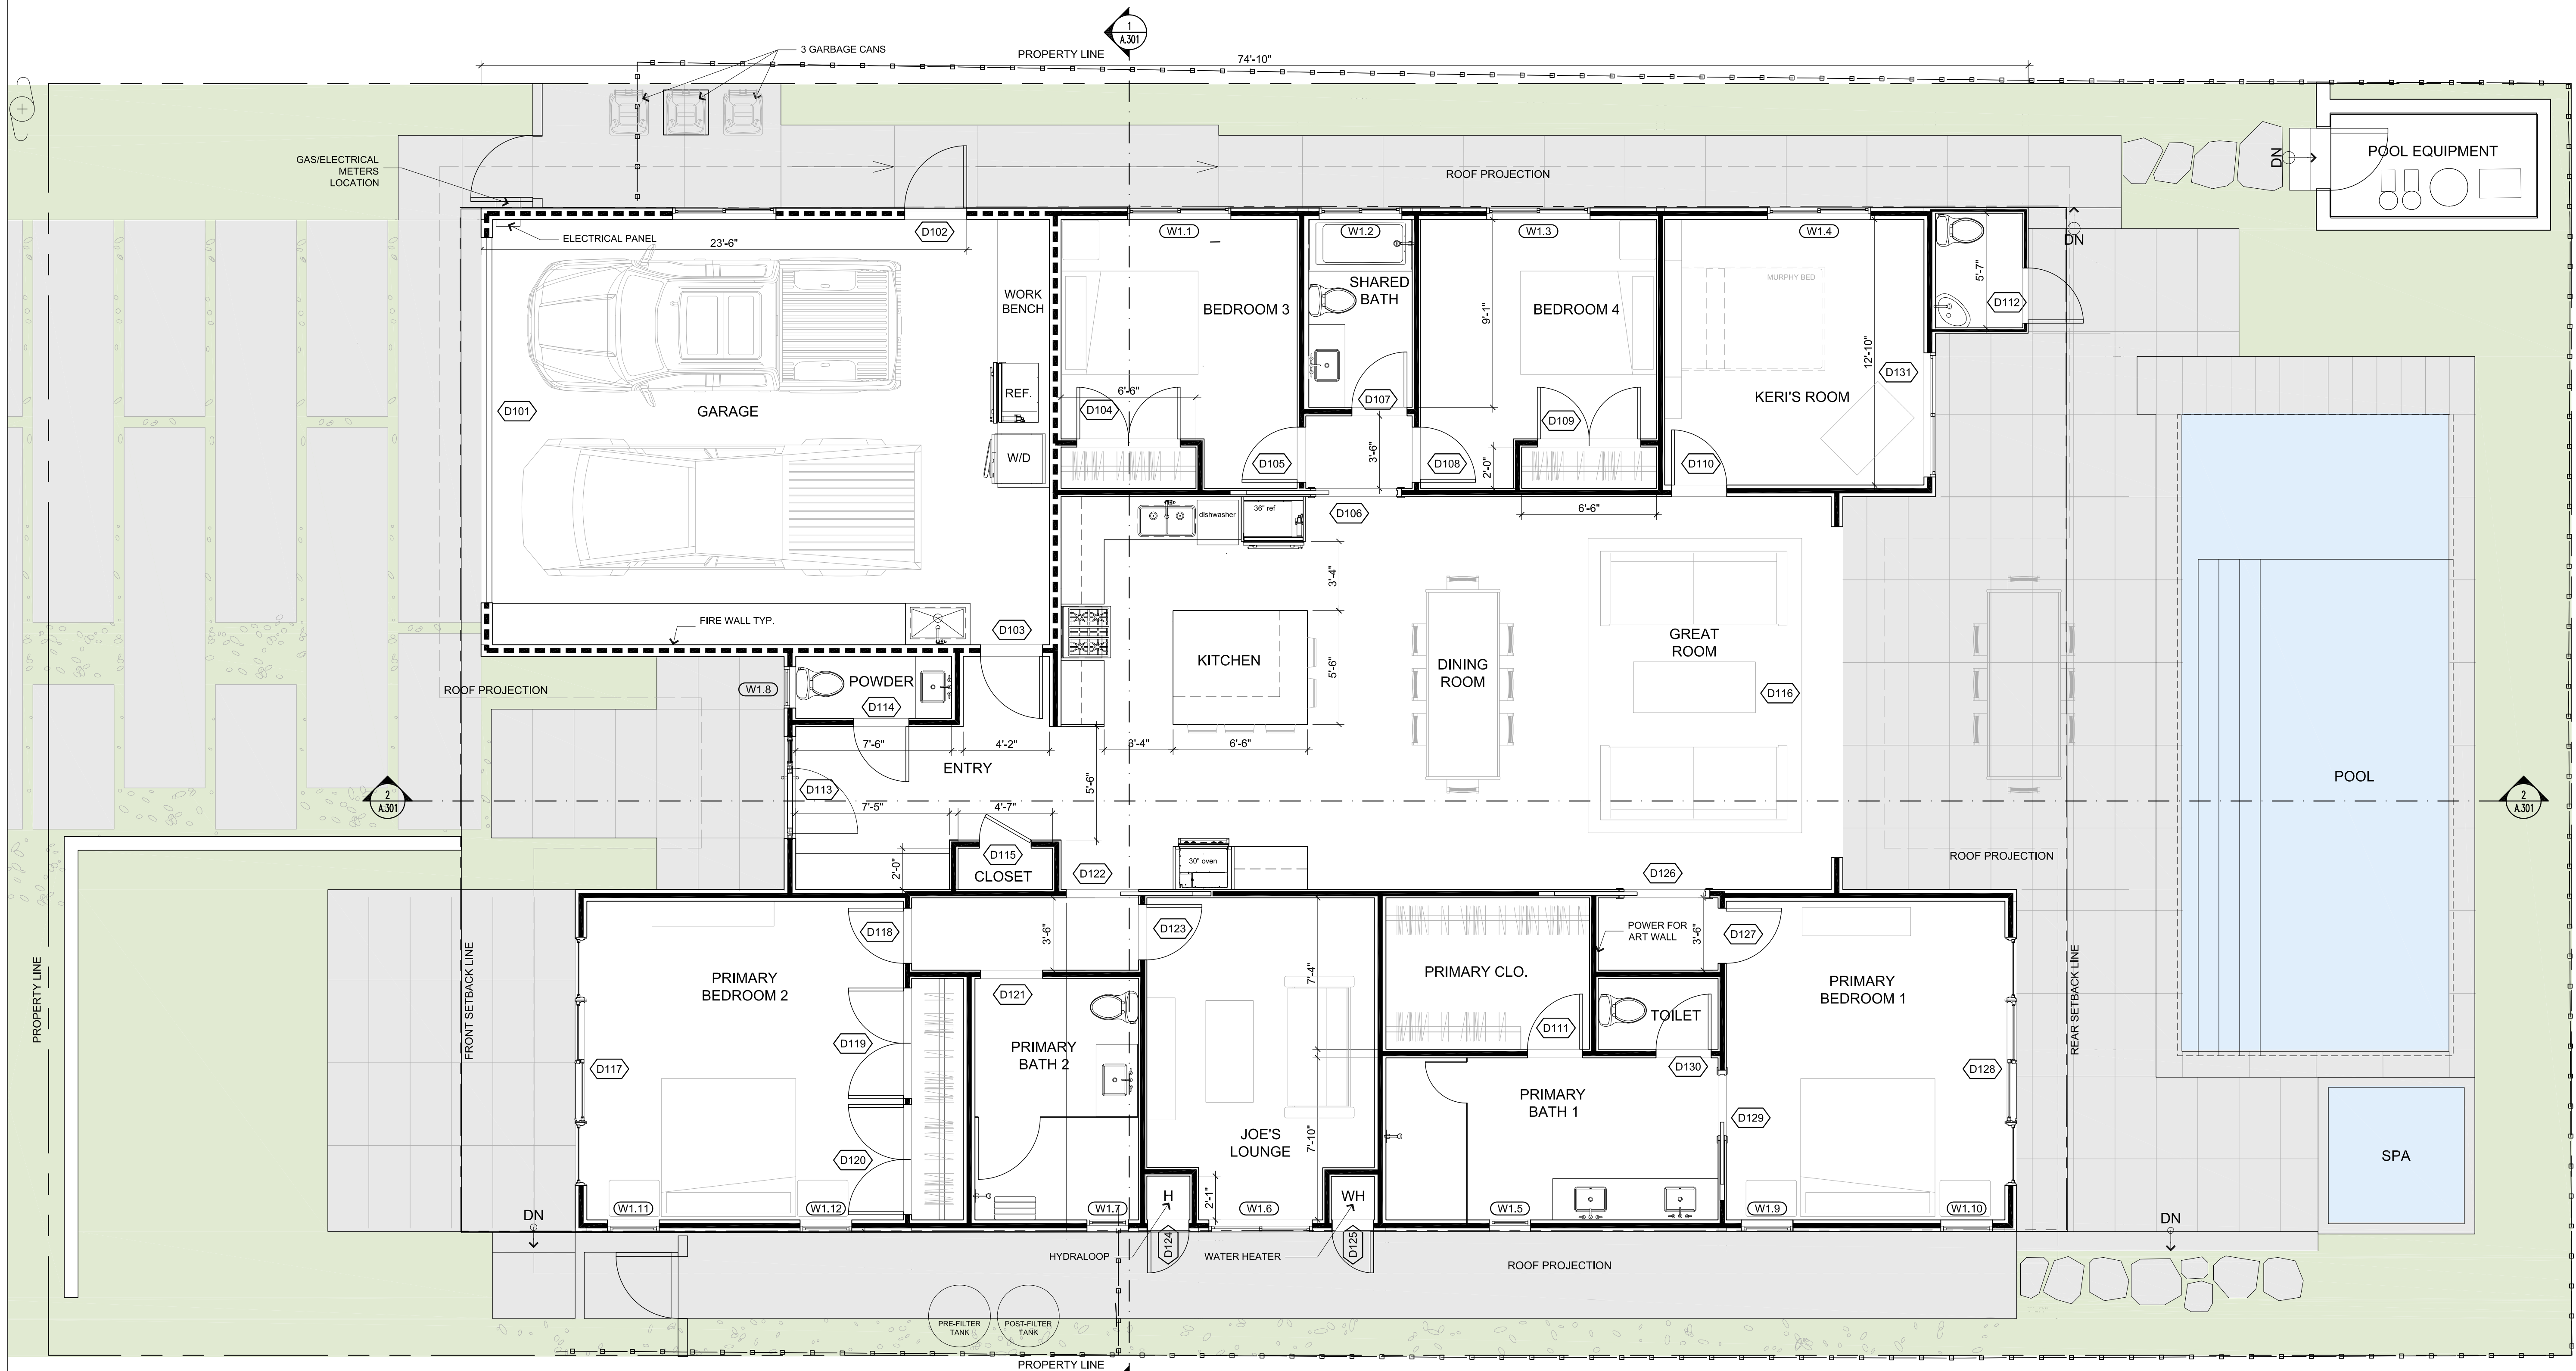 1
A.301
3 GARBAGE CANS
PROPERTY LINE
74'-10"
GAS/ELECTRICAL
METERS
LOCATION
ROOF PROJECTION
DN
POOL EQUIPMENT
DN
ELECTRICAL PANEL
D102
23'-6"
W1.1
W1.2
W1.3
W1.4
MURPHY BED
5'-7"
D112
WORK
BENCH
BEDROOM 3
SHARED
BATH
9'-1"
BEDROOM 4
12'-10"
D131
D101
GARAGE
REF.
6'-6"
D104
D107
D109
KERI'S ROOM
W/D
D105
3'-6"
D108
2'-0"
D110
dishwasher
36" ref
D106
6'-6"
3'-4"
FIRE WALL TYP.
D103
KITCHEN
5'-6"
DINING
ROOM
GREAT
ROOM
D116
ROOF PROJECTION
W1.8
POWDER
D114
7'-6"
4'-2"
3'-4"
6'-6"
ENTRY
5'-6"
POOL
2
A.301
D113
7'-5"
4'-7"
2
A.301
D115
CLOSET
2'-0"
D122
30" oven
D126
ROOF PROJECTION
PROPERTY LINE
FRONT SETBACK LINE
D118
3'-6"
D123
POWER FOR
ART WALL
3'-6"
D127
REAR SETBACK LINE
PRIMARY
BEDROOM 2
D121
7'-4"
PRIMARY CLO.
PRIMARY
BEDROOM 1
D119
PRIMARY
BATH 2
D111
TOILET
D117
D130
D128
PRIMARY
BATH 1
D129
D120
JOE'S
LOUNGE
7'-10"
SPA
DN
W1.11
W1.12
W1.7
H
2'-1"
W1.6
WH
W1.5
W1.9
W1.10
DN
HYDRALOOP
D124
WATER HEATER
D125
ROOF PROJECTION
PRE-FILTER
TANK
POST-FILTER
TANK
PROPERTY LINE